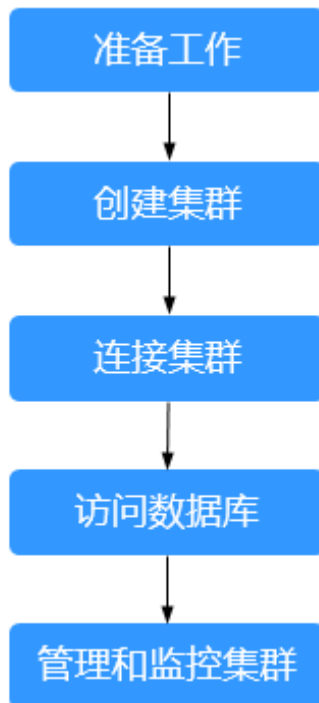 准备工作
创建集群
连接集群
访问数据库
管理和监控集群